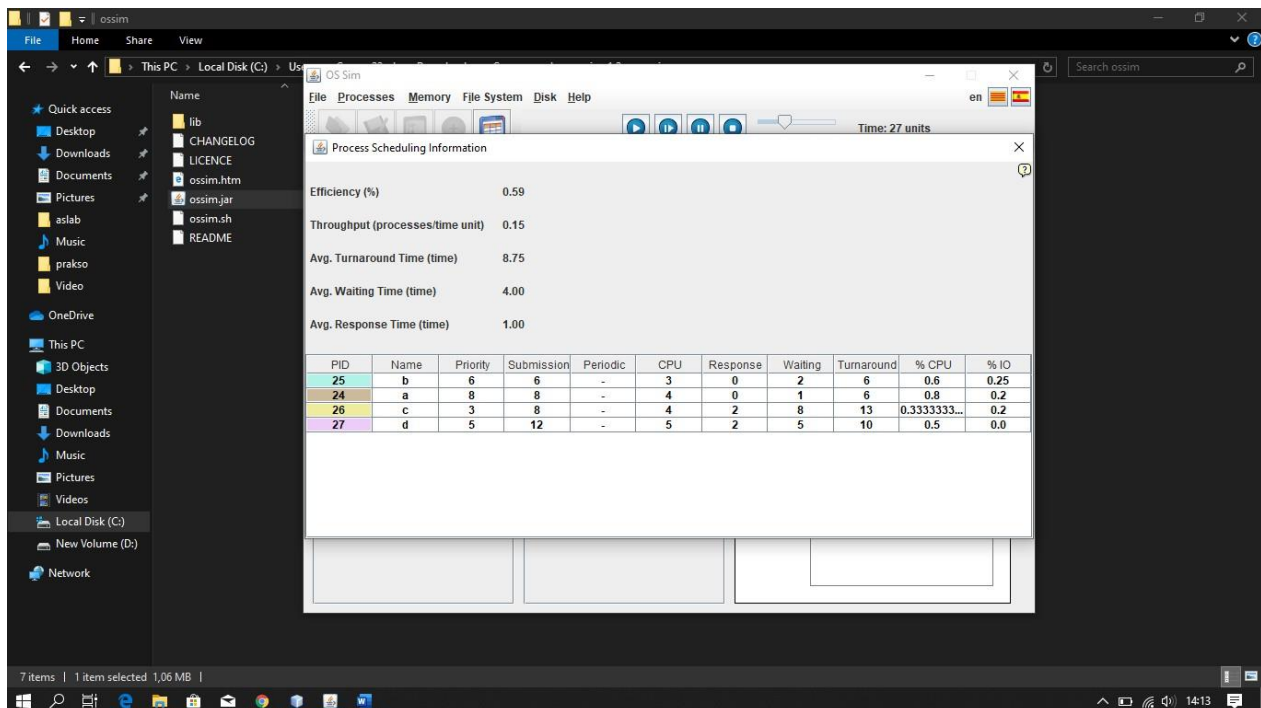 ossim
File Home Share View
This PC › Local Disk (C:) ›
Search ossim
Quick access
Desktop
Downloads
Documents
Pictures
aslab
Music
prakso
Video
OneDrive
This PC
3D Objects
Desktop
Documents
Downloads
Music
Pictures
Videos
Local Disk (C:)
New Volume (D:)
Network
Name
lib
CHANGELOG
LICENCE
ossim.htm
ossim.jar
ossim.sh
README
OS Sim
File Processes Memory File System Disk Help en
Time: 27 units
Process Scheduling Information
Efficiency (%) 0.59
Throughput (processes/time unit) 0.15
Avg. Turnaround Time (time) 8.75
Avg. Waiting Time (time) 4.00
Avg. Response Time (time) 1.00
PID Name Priority Submission Periodic CPU Response Waiting Turnaround % CPU % IO
25 b 6 6 - 3 0 2 6 0.6 0.25
24 a 8 8 - 4 0 1 6 0.8 0.2
26 c 3 8 - 4 2 8 13 0.3333333... 0.2
27 d 5 12 - 5 2 5 10 0.5 0.0
7 items | 1 item selected 1,06 MB |
14:13